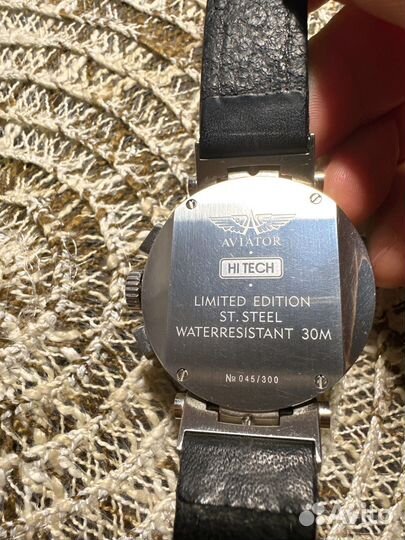 AVIATOR
HI TECH
LIMITED EDITION
ST. STEEL
WATERRESISTANT 30M
№ 045/300
Avito